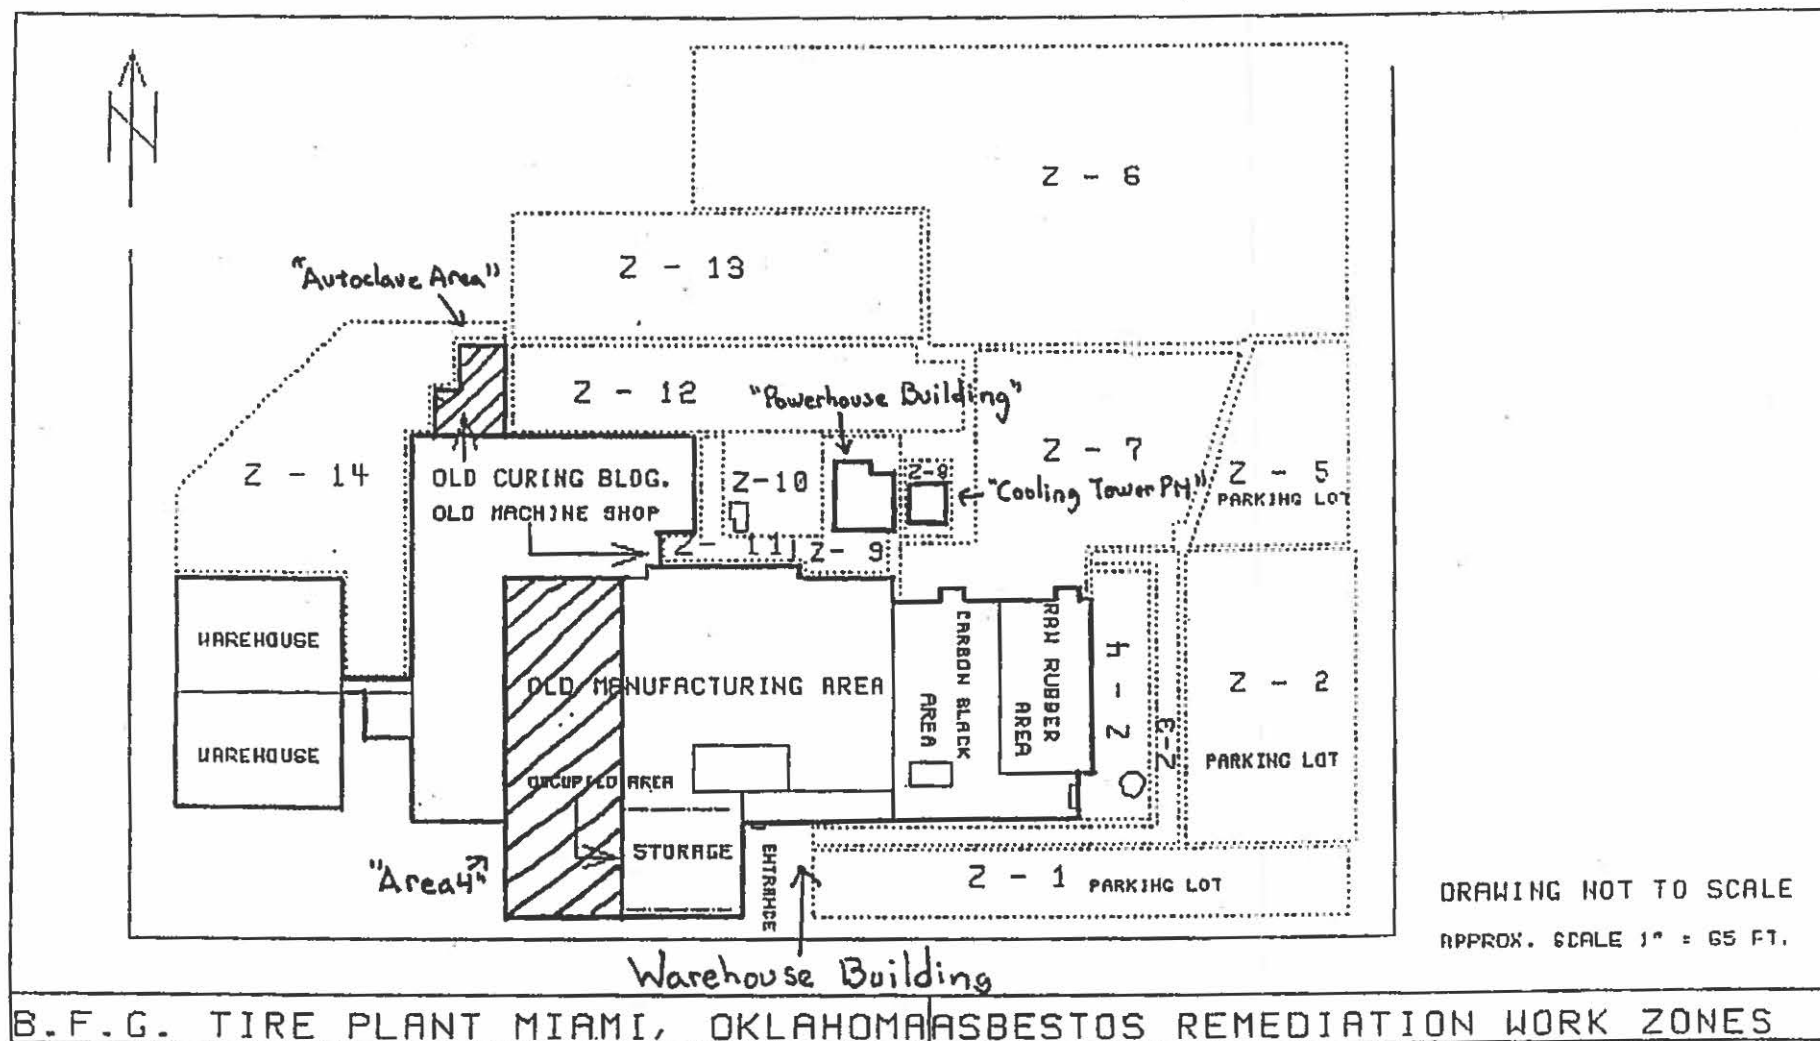 N
Z - 6
Z - 13
"Autoclave Area"
Z - 12
"Powerhouse Building"
Z - 14
OLD CURING BLDG.
OLD MACHINE SHOP
Z-10
Z-8
Z - 7
"Cooling Tower PH"
Z - 5
PARKING LOT
Z - 11
Z - 9
WAREHOUSE
WAREHOUSE
OLD MANUFACTURING AREA
CARBON BLACK
AREA
RAW RUBBER
AREA
Z - 4
Z-3
Z - 2
PARKING LOT
OCCUPIED AREA
STORAGE
"Area 4"
ENTRANCE
Z - 1 PARKING LOT
Warehouse Building
DRAWING NOT TO SCALE
APPROX. SCALE 1" = 65 FT.
B.F.G. TIRE PLANT MIAMI, OKLAHOMA
ASBESTOS REMEDIATION WORK ZONES